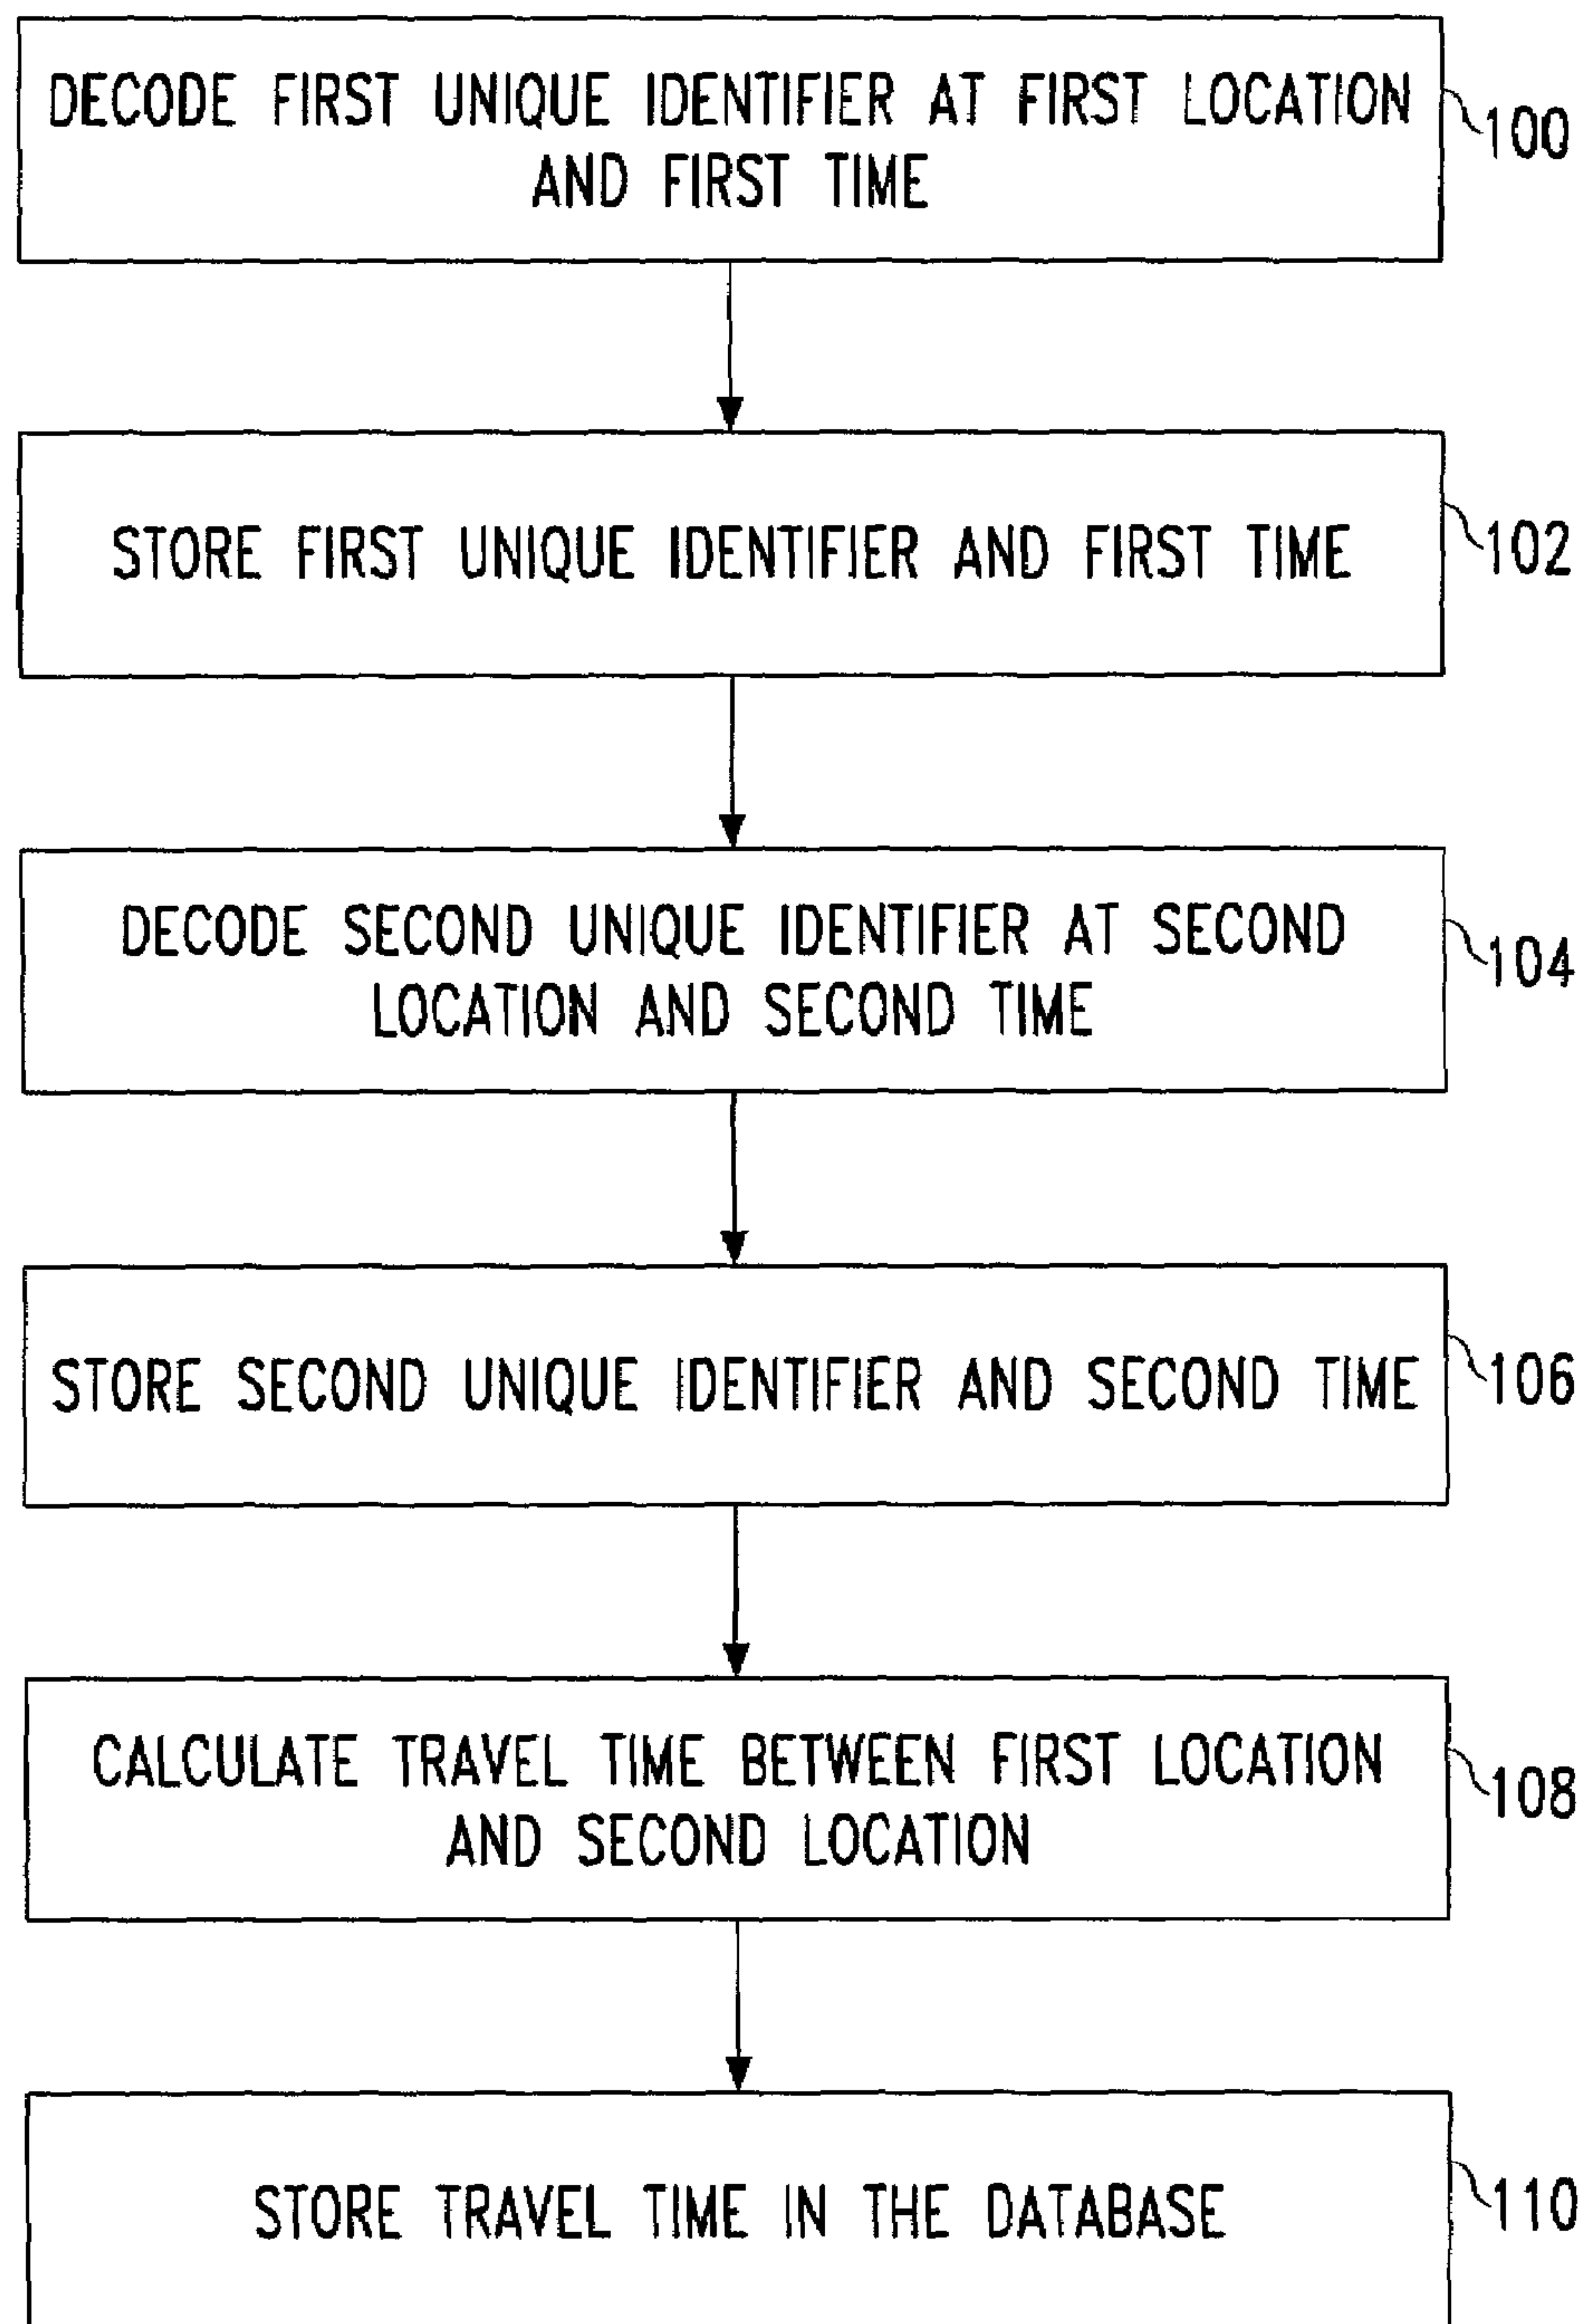 DECODE FIRST UNIQUE IDENTIFIER AT FIRST LOCATION
AND FIRST TIME
100
STORE FIRST UNIQUE IDENTIFIER AND FIRST TIME
102
DECODE SECOND UNIQUE IDENTIFIER AT SECOND
LOCATION AND SECOND TIME
104
STORE SECOND UNIQUE IDENTIFIER AND SECOND TIME
106
CALCULATE TRAVEL TIME BETWEEN FIRST LOCATION
AND SECOND LOCATION
108
STORE TRAVEL TIME IN THE DATABASE
110